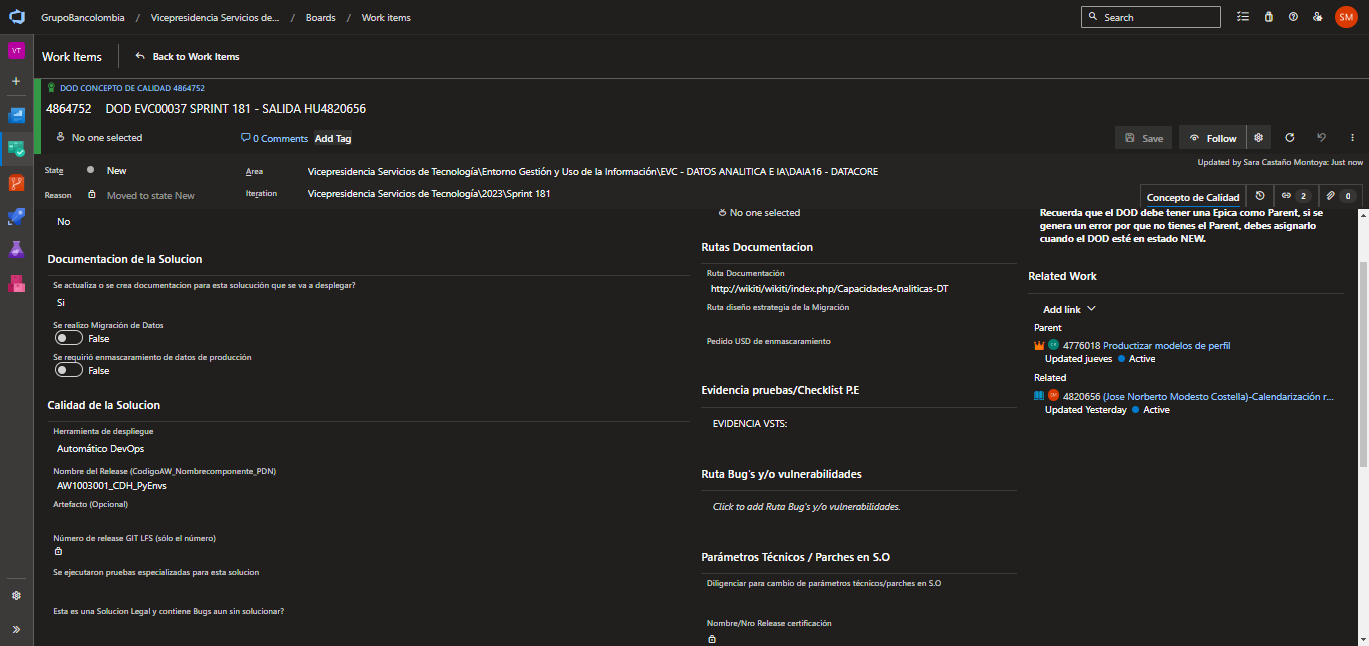 GrupoBancolombia / Vicepresidencia Servicios de... / Boards / Work items
Search
SM
VT
Work Items
Back to Work Items
DOD CONCEPTO DE CALIDAD 4864752
4864752 DOD EVC00037 SPRINT 181 - SALIDA HU4820656
No one selected
0 Comments
Add Tag
Save
Follow
Updated by Sara Castaño Montoya: Just now
State
New
Area
Vicepresidencia Servicios de Tecnología\Entorno Gestión y Uso de la Información\EVC - DATOS ANALITICA E IA\DAIA16 - DATACORE
Reason
Moved to state New
Iteration
Vicepresidencia Servicios de Tecnología\2023\Sprint 181
Concepto de Calidad
2
0
No
Documentacion de la Solucion
Se actualiza o se crea documentacion para esta solucución que se va a desplegar?
Si
Se realizo Migración de Datos
False
Se requirió enmascaramiento de datos de producción
False
Calidad de la Solucion
Herramienta de despliegue
Automático DevOps
Nombre del Release (CodigoAW_Nombrecomponente_PDN)
AW1003001_CDH_PyEnvs
Artefacto (Opcional)
Número de release GIT LFS (sólo el número)
Se ejecutaron pruebas especializadas para esta solucion
Esta es una Solucion Legal y contiene Bugs aun sin solucionar?
No one selected
Rutas Documentacion
Ruta Documentación
http://wikiti/wikiti/index.php/CapacidadesAnaliticas-DT
Ruta diseño estrategia de la Migración
Pedido USD de enmascaramiento
Evidencia pruebas/Checklist P.E
EVIDENCIA VSTS:
Ruta Bug's y/o vulnerabilidades
Click to add Ruta Bug's y/o vulnerabilidades.
Parámetros Técnicos / Parches en S.O
Diligenciar para cambio de parámetros técnicos/parches en S.O
Nombre/Nro Release certificación
Recuerda que el DOD debe tener una Epica como Parent, si se
genera un error por que no tienes el Parent, debes asignarlo
cuando el DOD esté en estado NEW.
Related Work
Add link
Parent
4776018 Productizar modelos de perfil
Updated jueves
Active
Related
SM
4820656 (Jose Norberto Modesto Costella)-Calendarización r...
Updated Yesterday
Active